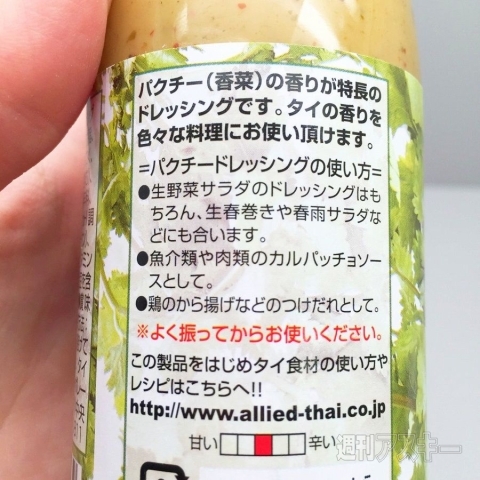 パクチー（香菜）の香りが特長の
ドレッシングです。タイの香りを
色々な料理にお使い頂けます。
=パクチードレッシングの使い方=
●生野菜サラダのドレッシングはも
ちろん、生春巻きや春雨サラダな
どにも合います。
●魚介類や肉類のカルパッチョソー
スとして。
●鶏のから揚げなどのつけだれとして。
※よく振ってからお使いください。
この製品をはじめタイ食材の使い方や
レシピはこちらへ!!
http://www.allied-thai.co.jp
甘い 辛い
週刊アスキー